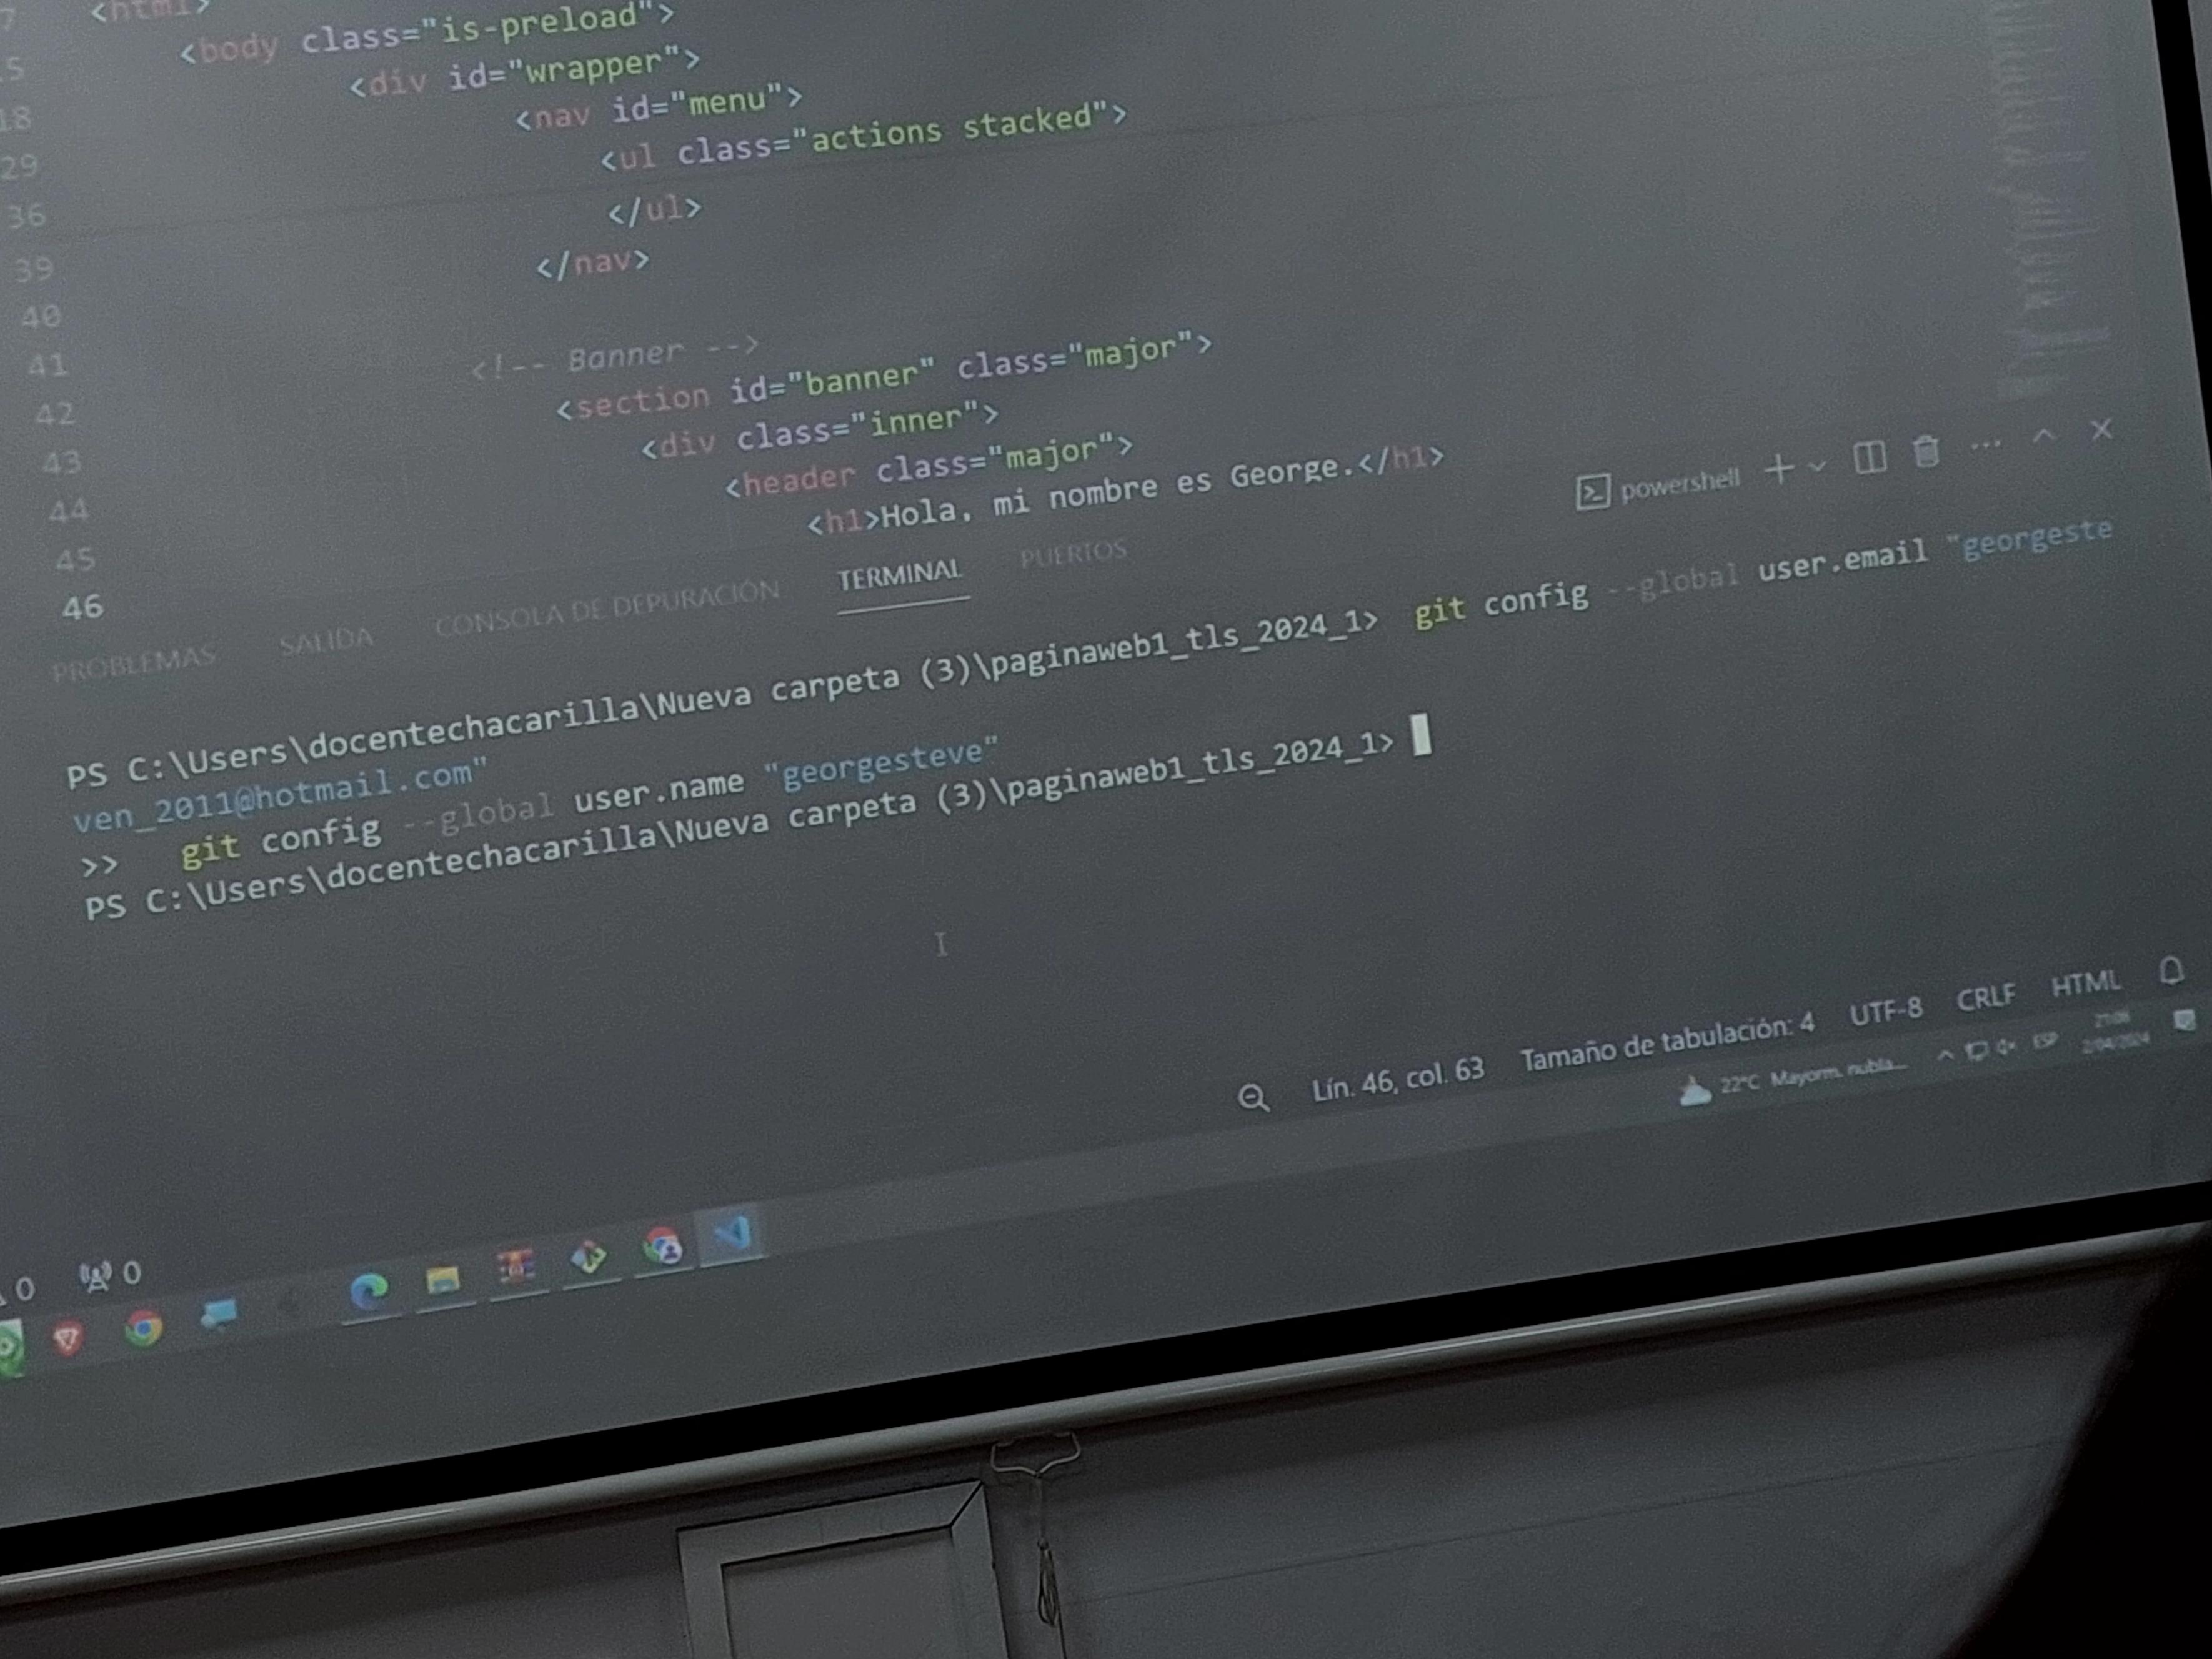 7 <html>
15 <body class="is-preload">
18 <div id="wrapper">
29 <nav id="menu">
36 <ul class="actions stacked">
39 </ul>
40 </nav>
41
42 <!-- Banner -->
43 <section id="banner" class="major">
44 <div class="inner">
45 <header class="major">
46 <h1>Hola, mi nombre es George.</h1>
PROBLEMAS SALIDA CONSOLA DE DEPURACIÓN TERMINAL PUERTOS
powershell
PS C:\Users\docentechacarilla\Nueva carpeta (3)\paginaweb1_tls_2024_1> git config --global user.email "georgeste
ven_2011@hotmail.com"
>> git config --global user.name "georgesteve"
PS C:\Users\docentechacarilla\Nueva carpeta (3)\paginaweb1_tls_2024_1>
0 0
Lín. 46, col. 63 Tamaño de tabulación: 4 UTF-8 CRLF HTML
22°C Mayorm. nubla... ESP
2/04/2024